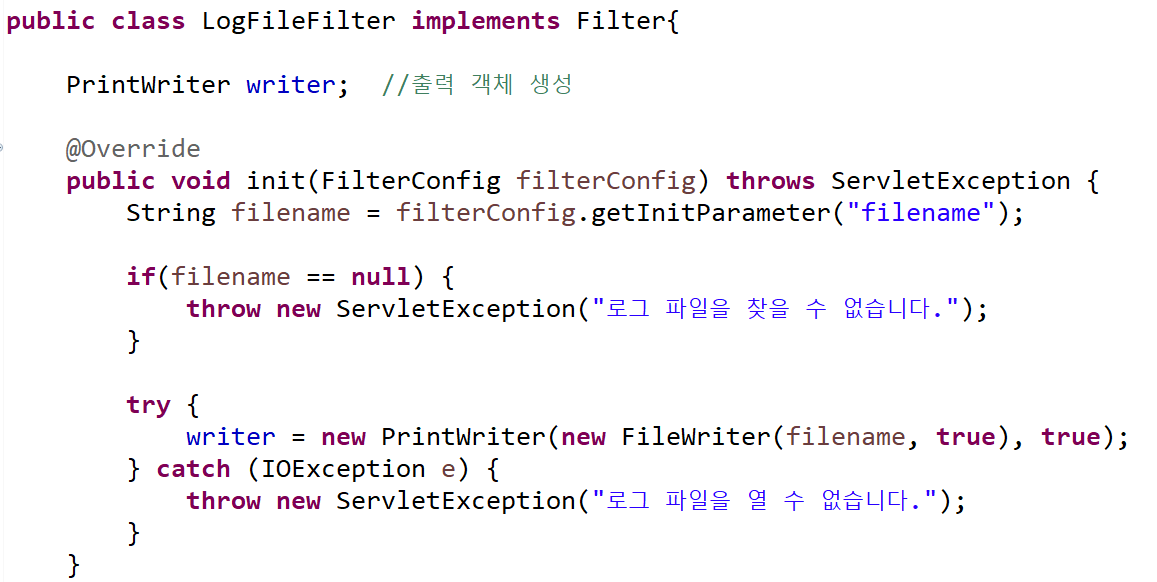 public class LogFileFilter implements Filter{
PrintWriter writer;  //출력 객체 생성
@Override
public void init(FilterConfig filterConfig) throws ServletException {
String filename = filterConfig.getInitParameter("filename");
if(filename == null) {
throw new ServletException("로그 파일을 찾을 수 없습니다.");
}
try {
writer = new PrintWriter(new FileWriter(filename, true), true);
} catch (IOException e) {
throw new ServletException("로그 파일을 열 수 없습니다.");
}
}